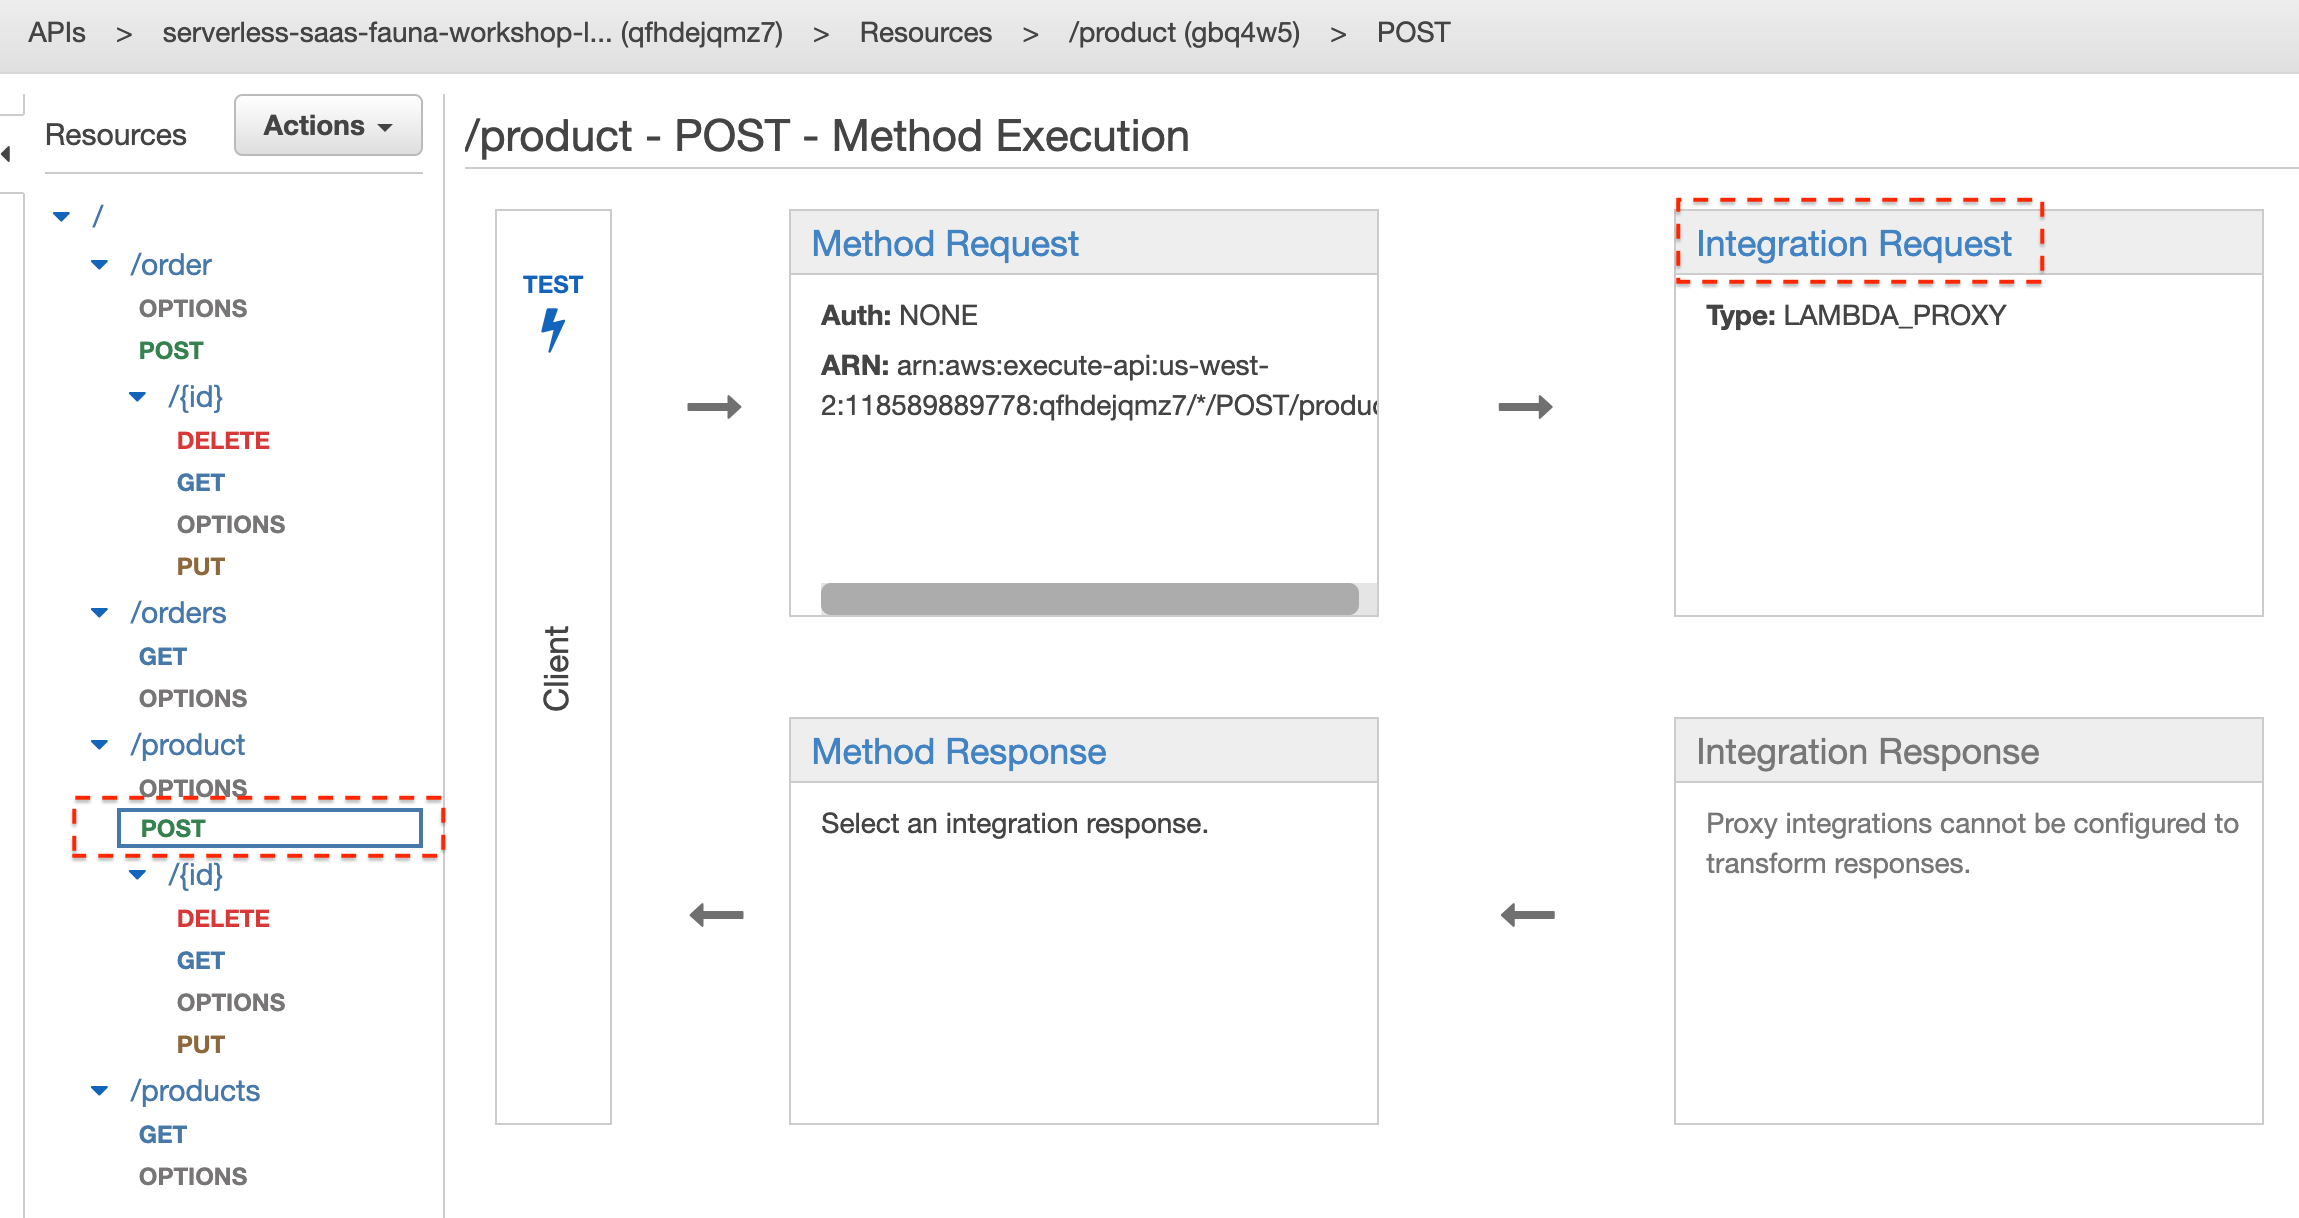 APIs > serverless-saas-fauna-workshop-l... (qfhdejqmz7) > Resources > /product (gbq4w5) > POST
Resources
Actions
/
/order
OPTIONS
POST
/{id}
DELETE
GET
OPTIONS
PUT
/orders
GET
OPTIONS
/product
OPTIONS
POST
/{id}
DELETE
GET
OPTIONS
PUT
/products
GET
OPTIONS
/product - POST - Method Execution
TEST
Client
Method Request
Auth: NONE
ARN: arn:aws:execute-api:us-west-
2:118589889778:qfhdejqmz7/*/POST/produc
Integration Request
Type: LAMBDA_PROXY
Method Response
Select an integration response.
Integration Response
Proxy integrations cannot be configured to
transform responses.